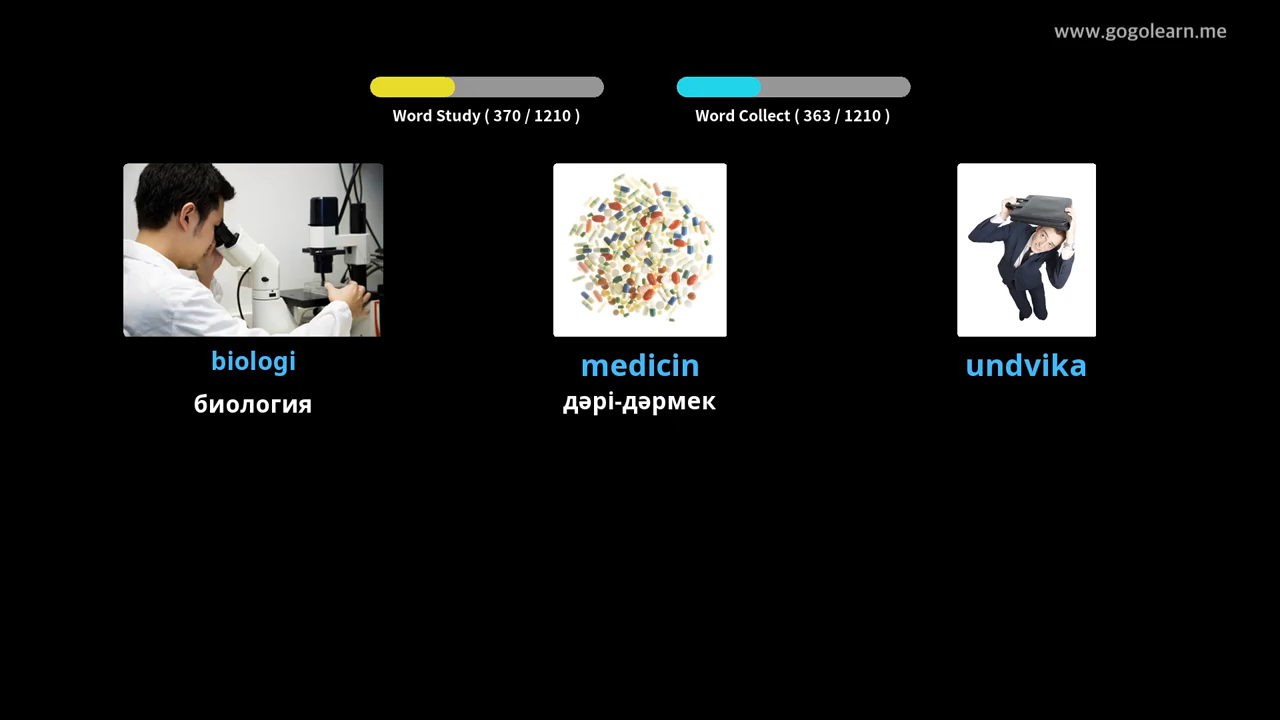 www.gogolearn.me
Word Study ( 370 / 1210 )
Word Collect ( 363 / 1210 )
biologi
биология
medicin
дәрі-дәрмек
undvika